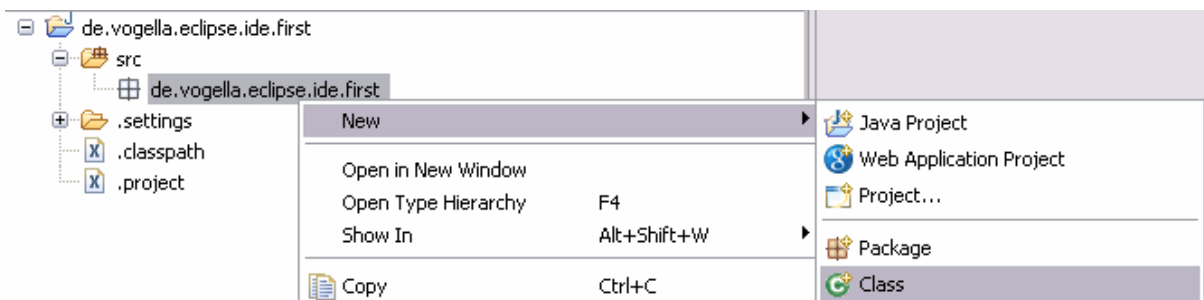 de.vogella.eclipse.ide.first
src
de.vogella.eclipse.ide.first
.settings
.classpath
.project
New
Open in New Window
Open Type Hierarchy F4
Show In Alt+Shift+W
Copy Ctrl+C
Java Project
Web Application Project
Project...
Package
Class